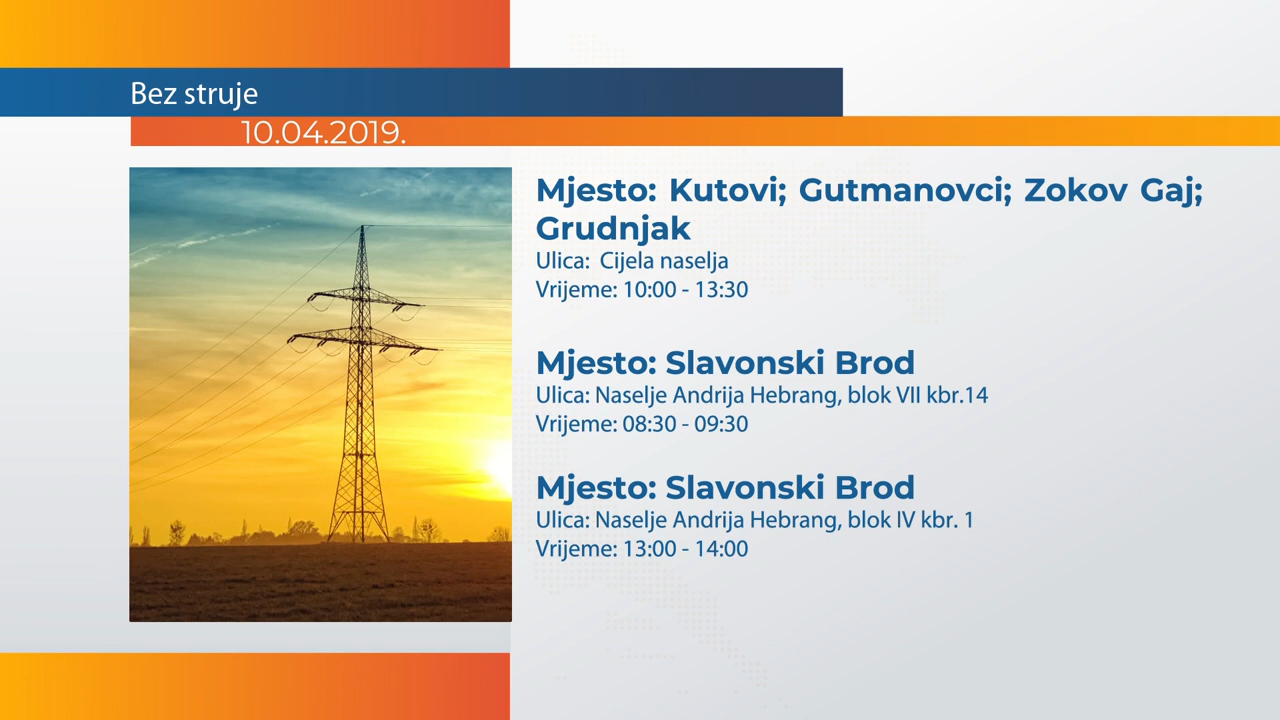 Bez struje
10.04.2019.
Mjesto: Kutovi; Gutmanovci; Zokov Gaj;
Grudnjak
Ulica:  Cijela naselja
Vrijeme: 10:00 - 13:30
Mjesto: Slavonski Brod
Ulica: Naselje Andrija Hebrang, blok VII kbr.14
Vrijeme: 08:30 - 09:30
Mjesto: Slavonski Brod
Ulica: Naselje Andrija Hebrang, blok IV kbr. 1
Vrijeme: 13:00 - 14:00